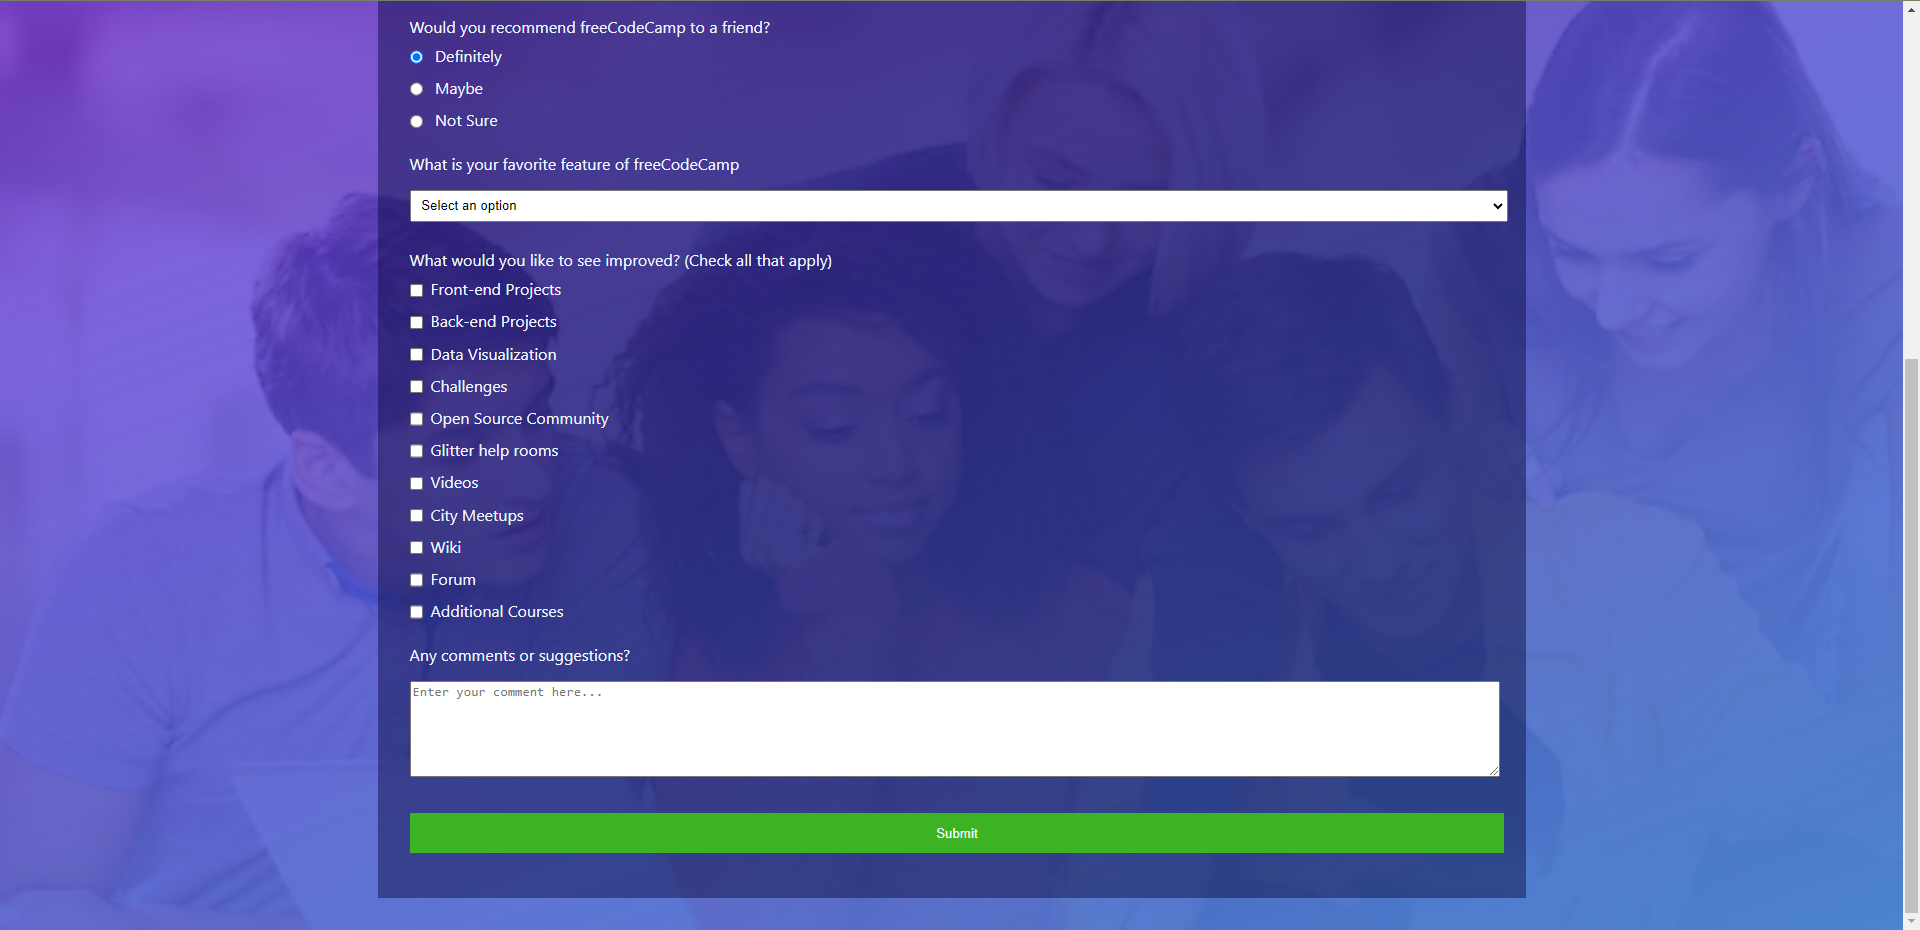 Would you recommend freeCodeCamp to a friend?
Definitely
Maybe
Not Sure
What is your favorite feature of freeCodeCamp
Select an option
What would you like to see improved? (Check all that apply)
Front-end Projects
Back-end Projects
Data Visualization
Challenges
Open Source Community
Glitter help rooms
Videos
City Meetups
Wiki
Forum
Additional Courses
Any comments or suggestions?
Enter your comment here...
Submit